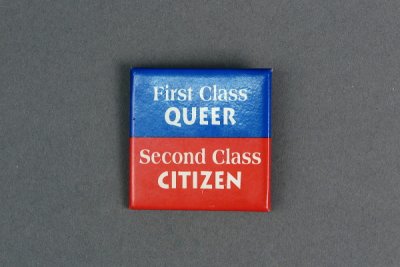 First Class
QUEER
Second Class
CITIZEN